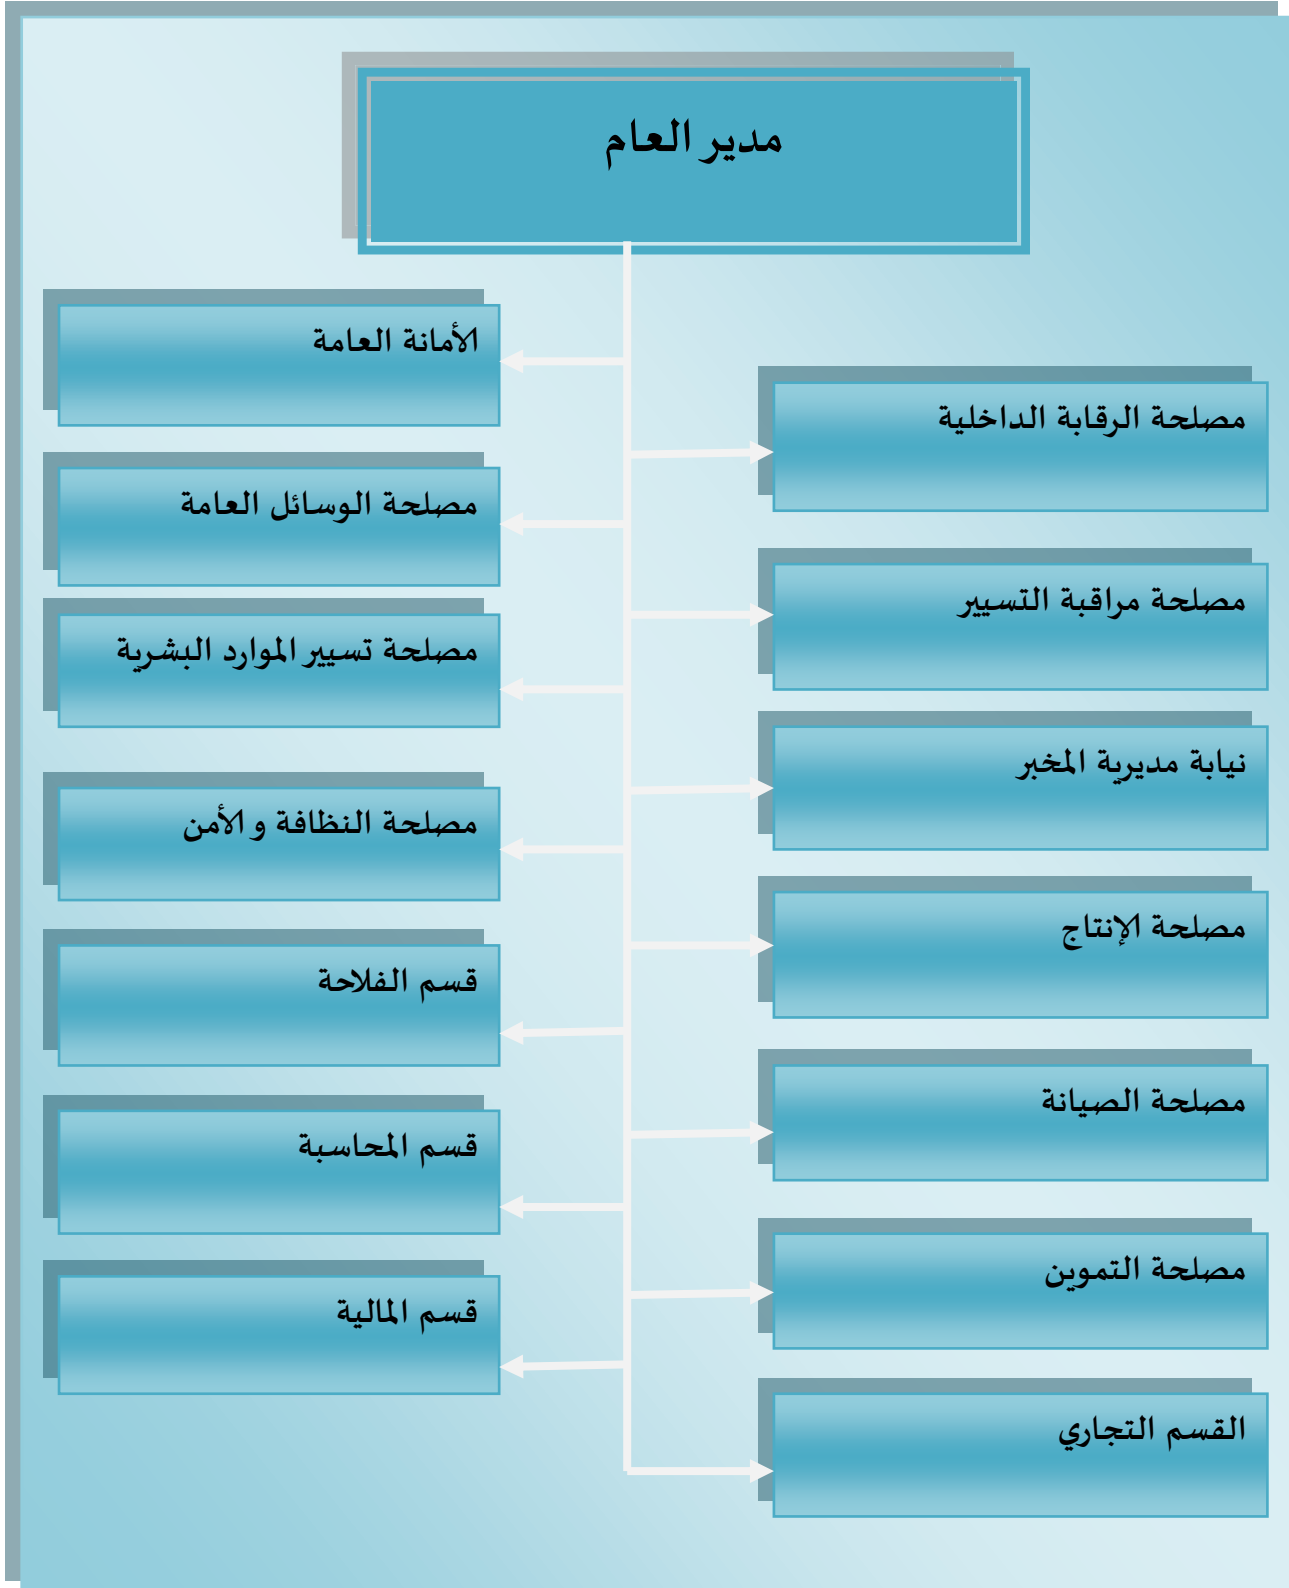 مدير العام
مصلحة الرقابة الداخلية
مصلحة مراقبة التسيير
نيابة مديرية المخبر
مصلحة الإنتاج
مصلحة الصيانة
مصلحة التموين
القسم التجاري
الأمانة العامة
مصلحة الوسائل العامة
مصلحة تسيير الموارد البشرية
مصلحة النظافة و الأمن
قسم الفلاحة
قسم المحاسبة
قسم المالية